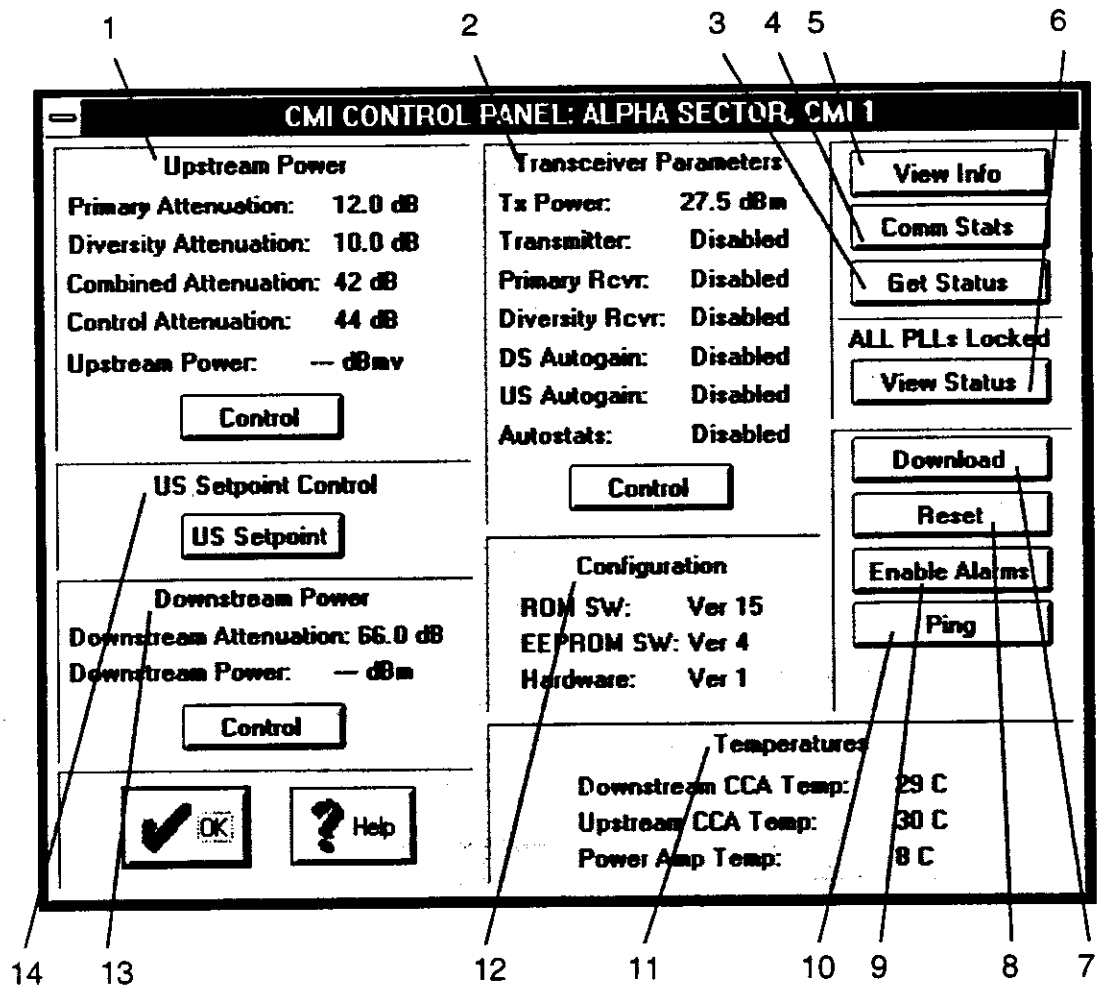 1 2 3 4 5 6
CMI CONTROL PANEL: ALPHA SECTOR, CMI 1
Upstream Power
Primary Attenuation: 12.0 dB
Diversity Attenuation: 10.0 dB
Combined Attenuation: 42 dB
Control Attenuation: 44 dB
Upstream Power: --- dBmv
Control
US Setpoint Control
US Setpoint
Downstream Power
Downstream Attenuation: 66.0 dB
Downstream Power: --- dBm
Control
OK
? Help
Transceiver Parameters
Tx Power: 27.5 dBm
Transmitter: Disabled
Primary Rcvr: Disabled
Diversity Rcvr: Disabled
DS Autogain: Disabled
US Autogain: Disabled
Autostats: Disabled
Control
Configuration
ROM SW: Ver 15
EEPROM SW: Ver 4
Hardware: Ver 1
Temperatures
Downstream CCA Temp: 29 C
Upstream CCA Temp: 30 C
Power Amp Temp: 8 C
View Info
Comm Stats
Get Status
ALL PLLs Locked
View Status
Download
Reset
Enable Alarms
Ping
14 13 12 11 10 9 8 7